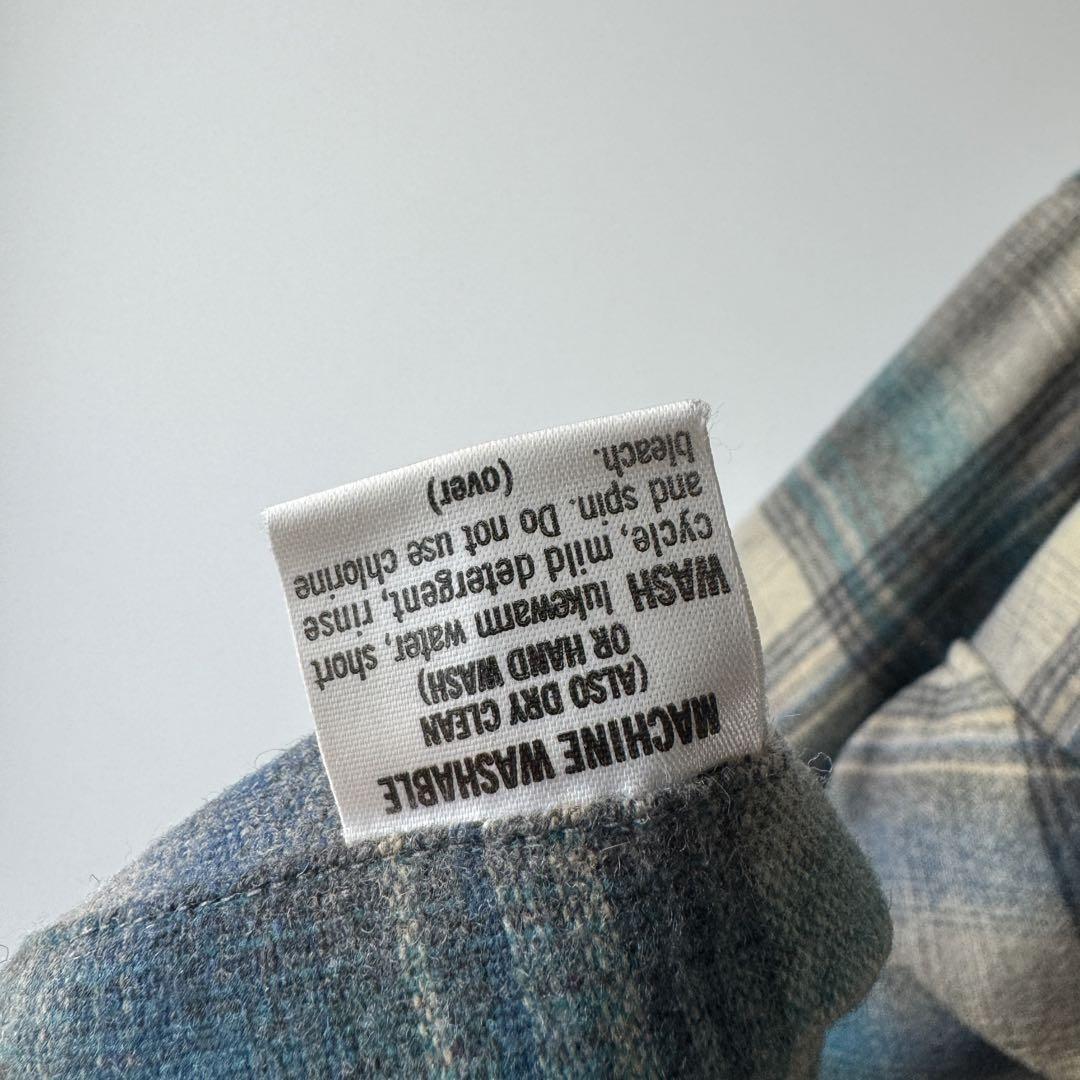 MACHINE WASHABLE
(ALSO DRY CLEAN
OR HAND WASH)
WASH lukewarm water, short
cycle, mild detergent, rinse
and spin. Do not use chlorine
bleach.
(over)